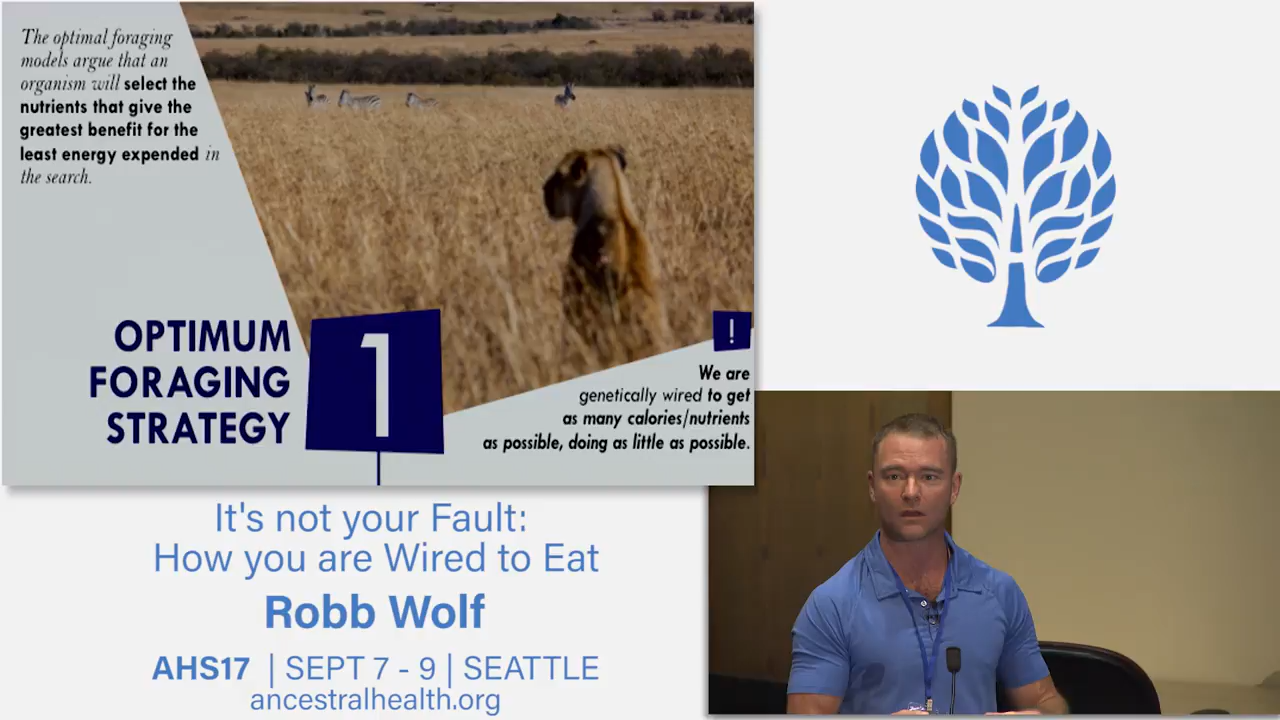 The optimal foraging
models argue that an
organism will select the
nutrients that give the
greatest benefit for the
least energy expended in
the search.
OPTIMUM
FORAGING
STRATEGY
1
!
We are
genetically wired to get
as many calories/nutrients
as possible, doing as little as possible.
It's not your Fault:
How you are Wired to Eat
Robb Wolf
AHS17 | SEPT 7 - 9 | SEATTLE
ancestralhealth.org